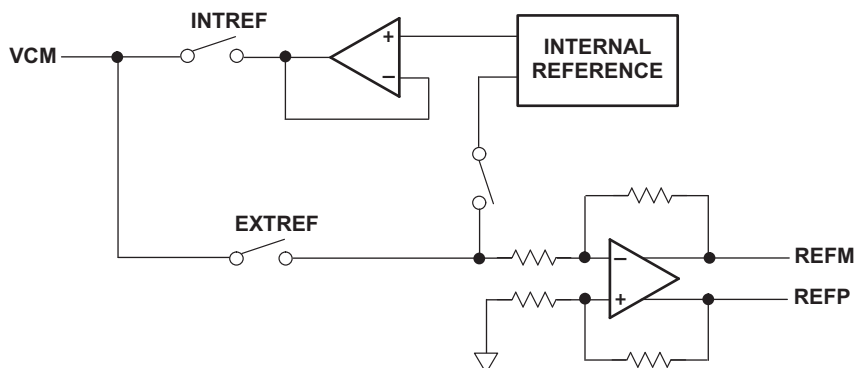 INTREF
VCM
INTERNAL
REFERENCE
+
−
EXTREF
−
+
REFM
REFP